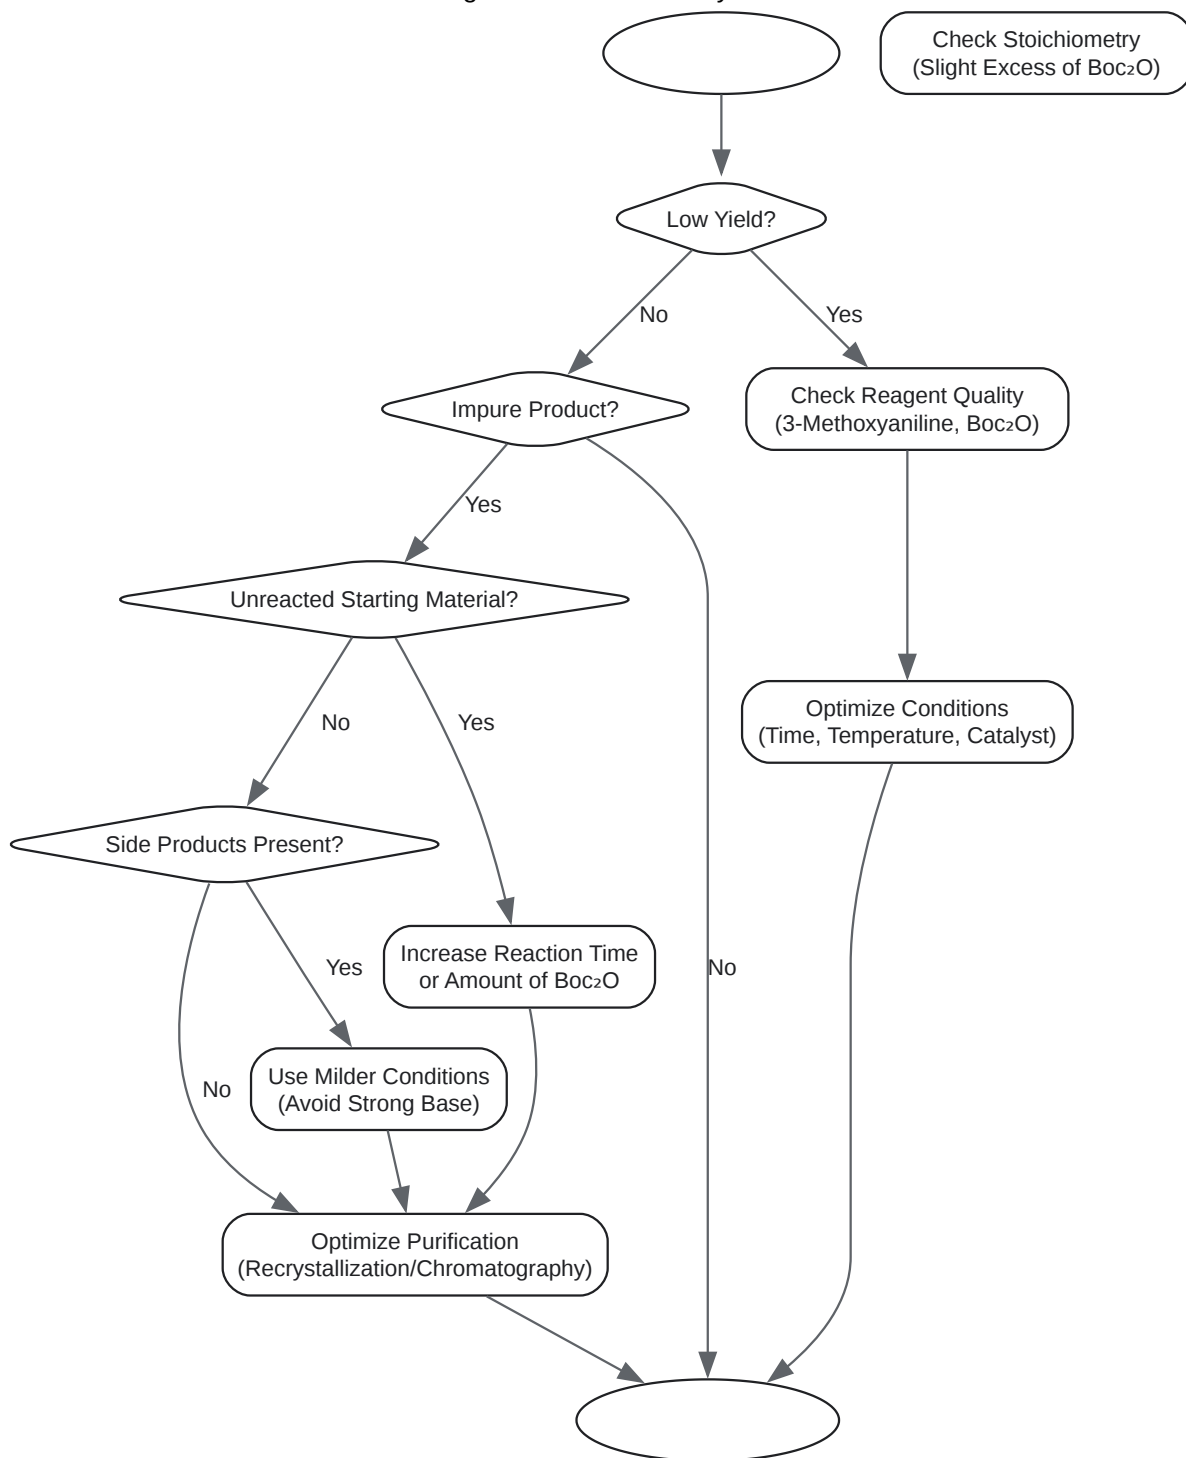 Check Stoichiometry
(Slight Excess of Boc₂O)
Low Yield?
No
Yes
Impure Product?
Check Reagent Quality
(3-Methoxyaniline, Boc₂O)
Yes
Unreacted Starting Material?
No
Yes
Optimize Conditions
(Time, Temperature, Catalyst)
Side Products Present?
Yes
Increase Reaction Time
or Amount of Boc₂O
No
No
Use Milder Conditions
(Avoid Strong Base)
Optimize Purification
(Recrystallization/Chromatography)